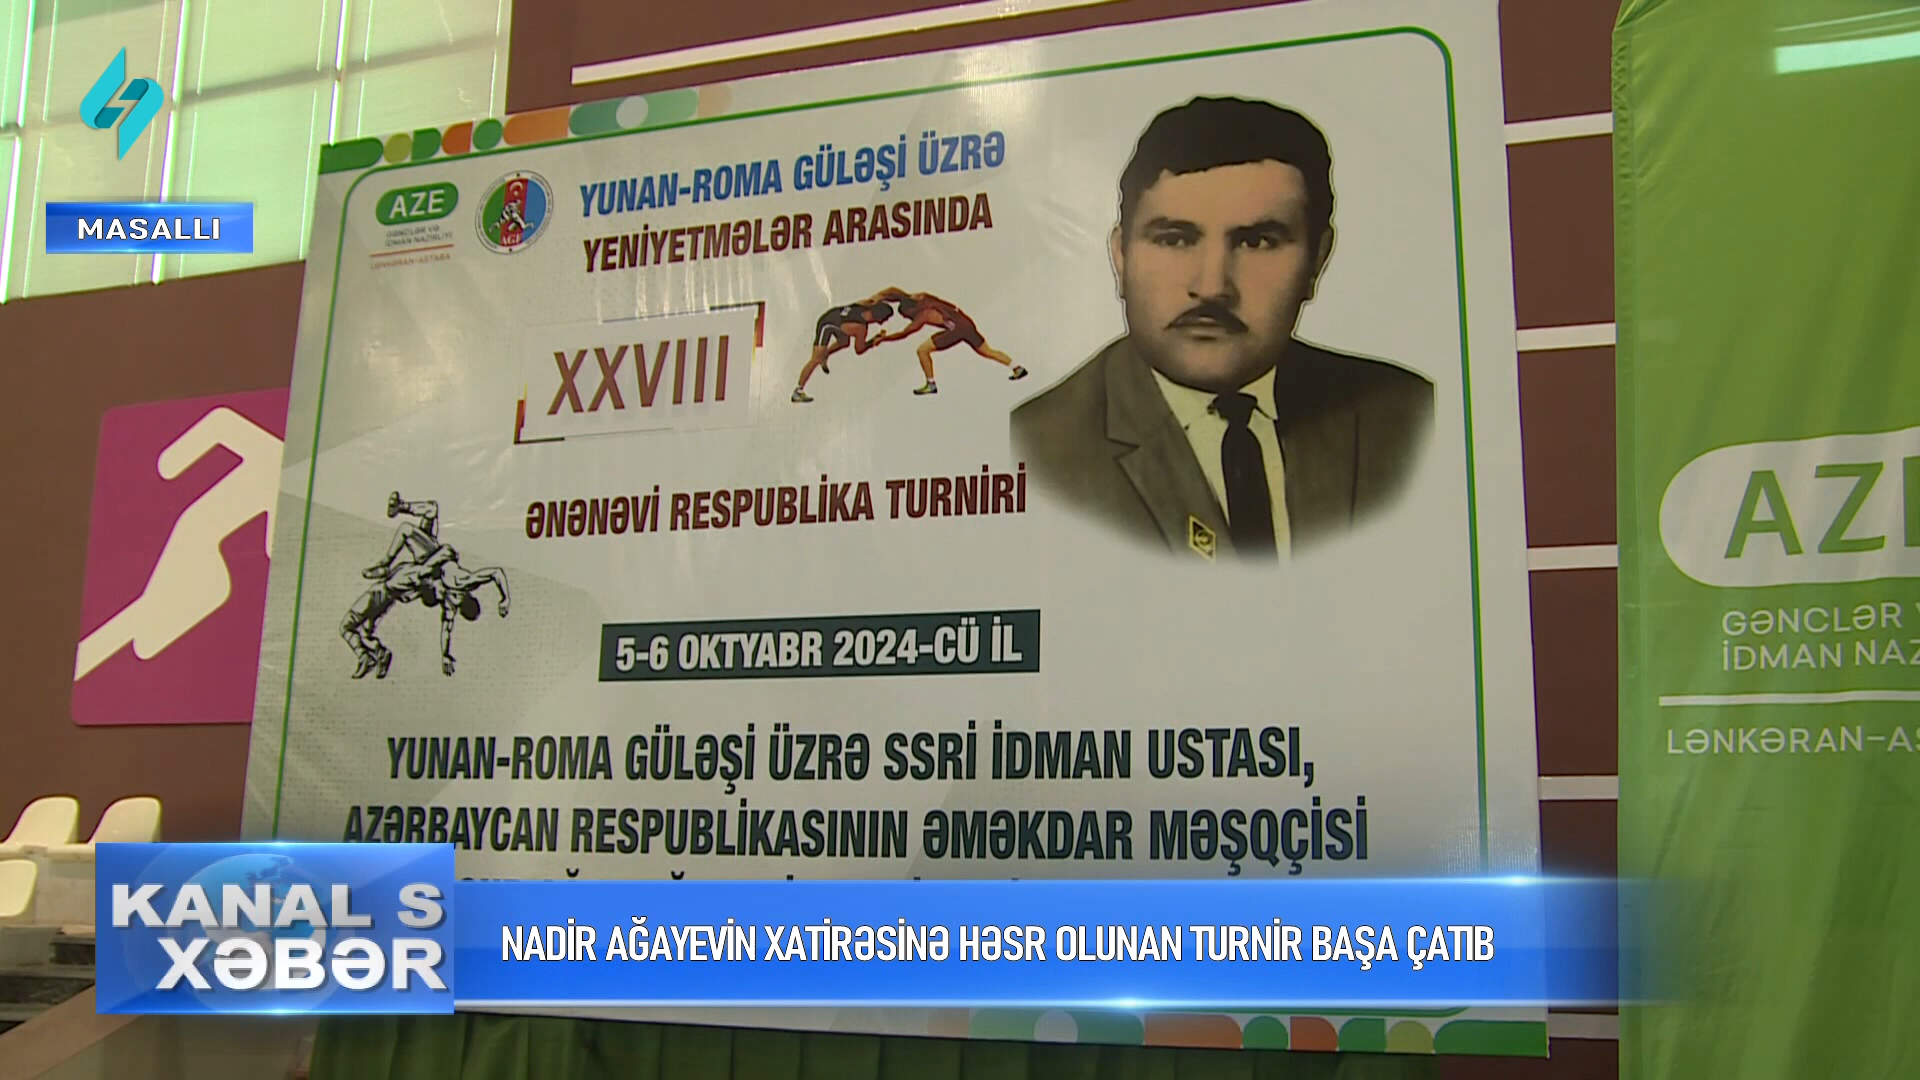 MASALLI
AZE
GƏNCLƏR VƏ
İDMAN NAZİRLİYİ
LƏNKƏRAN-ASTARA
AGF
YUNAN-ROMA GÜLƏŞİ ÜZRƏ
YENİYETMƏLƏR ARASINDA
XXVIII
ƏNƏNƏVİ RESPUBLİKA TURNİRİ
5-6 OKTYABR 2024-CÜ İL
YUNAN-ROMA GÜLƏŞİ ÜZRƏ SSRİ İDMAN USTASI,
AZƏRBAYCAN RESPUBLİKASININ ƏMƏKDAR MƏŞQÇİSİ
AZE
GƏNCLƏR
İDMAN NAZ
LƏNKƏRAN-AS
KANAL S
XƏBƏR
NADİR AĞAYEVİN XATİRƏSİNƏ HƏSR OLUNAN TURNİR BAŞA ÇATIB